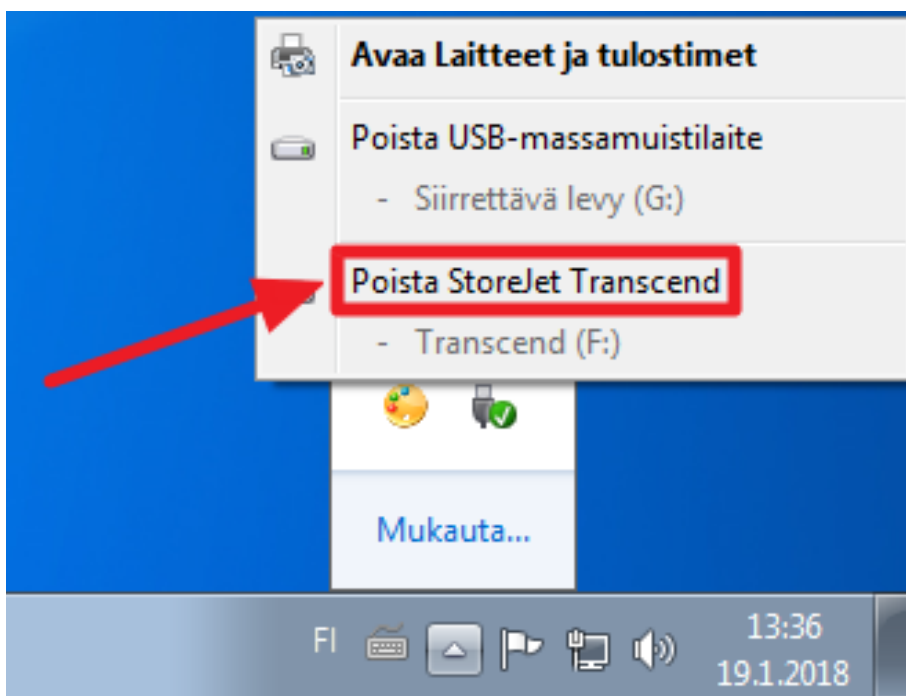 Avaa Laitteet ja tulostimet
Poista USB-massamuistilaite
- Siirrettävä levy (G:)
Poista StoreJet Transcend
- Transcend (F:)
Mukauta...
FI
13:36
19.1.2018